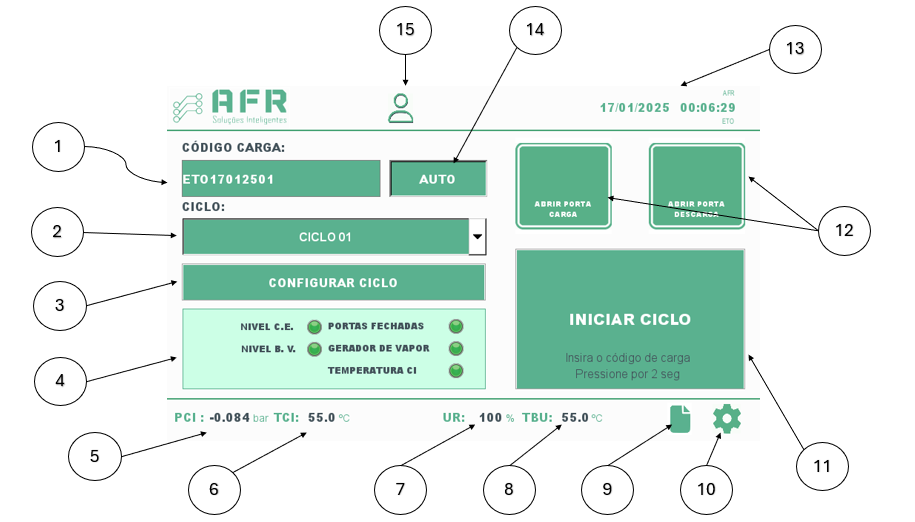 15
14
13
AFR
Soluções Inteligentes
AFR
17/01/2025 00:06:29
ETO
1
CÓDIGO CARGA:
ETO17012501
AUTO
ABRIR PORTA
CARGA
ABRIR PORTA
DESCARGA
12
2
CICLO:
CICLO 01
3
CONFIGURAR CICLO
INICIAR CICLO
Insira o código de carga
Pressione por 2 seg
4
NIVEL C.E.
PORTAS FECHADAS
NIVEL B. V.
GERADOR DE VAPOR
TEMPERATURA CI
PCI : -0.084 bar TCI: 55.0 ºC UR: 100 % TBU: 55.0 ºC
5
6
7
8
9
10
11